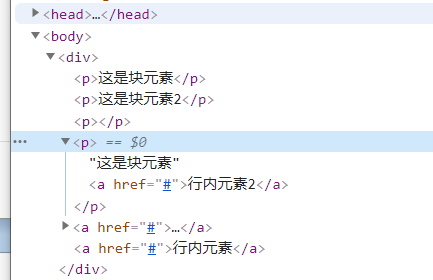 <head>…</head>
<body>
<div>
<p>这是块元素</p>
<p>这是块元素2</p>
<p></p>
<p> == $0
"这是块元素"
<a href="#">行内元素2</a>
</p>
<a href="#">…</a>
<a href="#">行内元素</a>
</div>